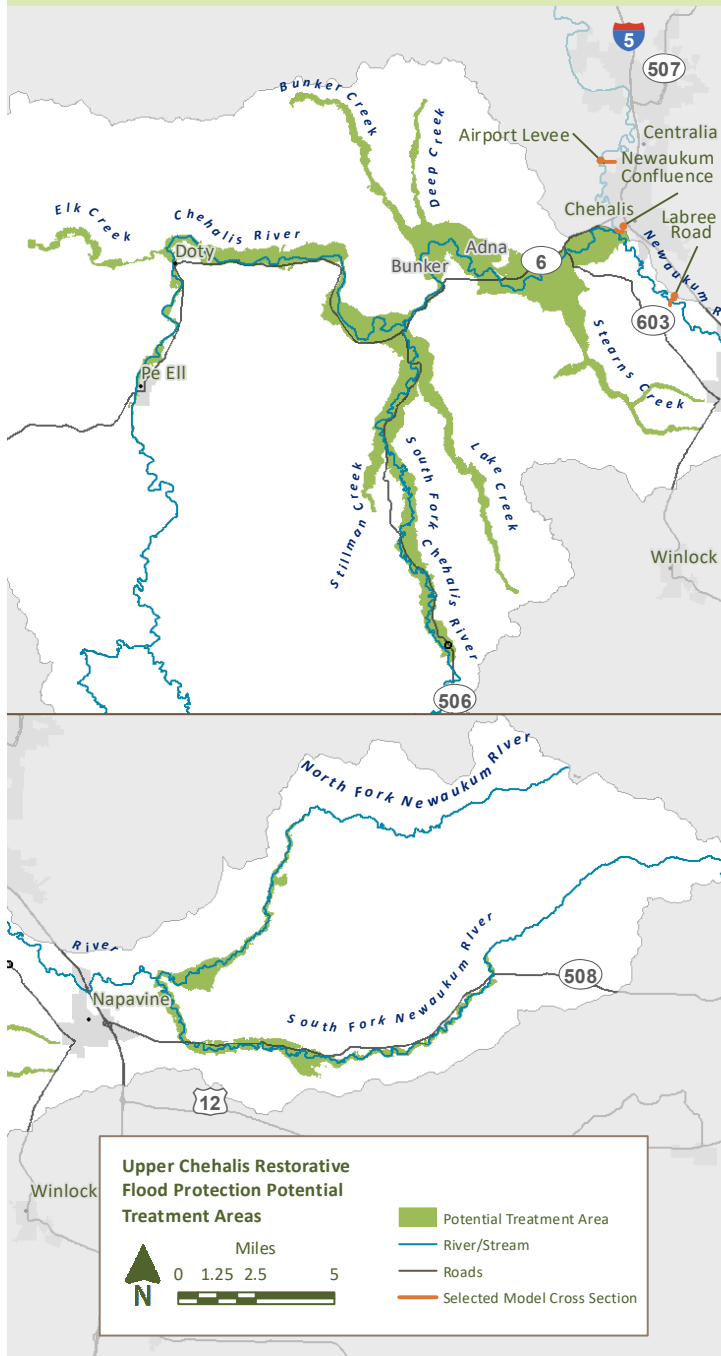 5
507
Bunker Creek
Deep Creek
Airport Levee
Centralia
Newaukum
Confluence
Elk Creek
Chehalis River
Chehalis
Labree
Road
Doty
Adna
Bunker
6
Newaukum R
603
Pe Ell
Stearns Creek
Stillman Creek
South Fork Chehalis River
Lake Creek
Winlock
506
North Fork Newaukum River
River
South Fork Newaukum River
508
Napavine
12
Winlock
Upper Chehalis Restorative
Flood Protection Potential
Treatment Areas
Miles
0 1.25 2.5 5
N
Potential Treatment Area
River/Stream
Roads
Selected Model Cross Section